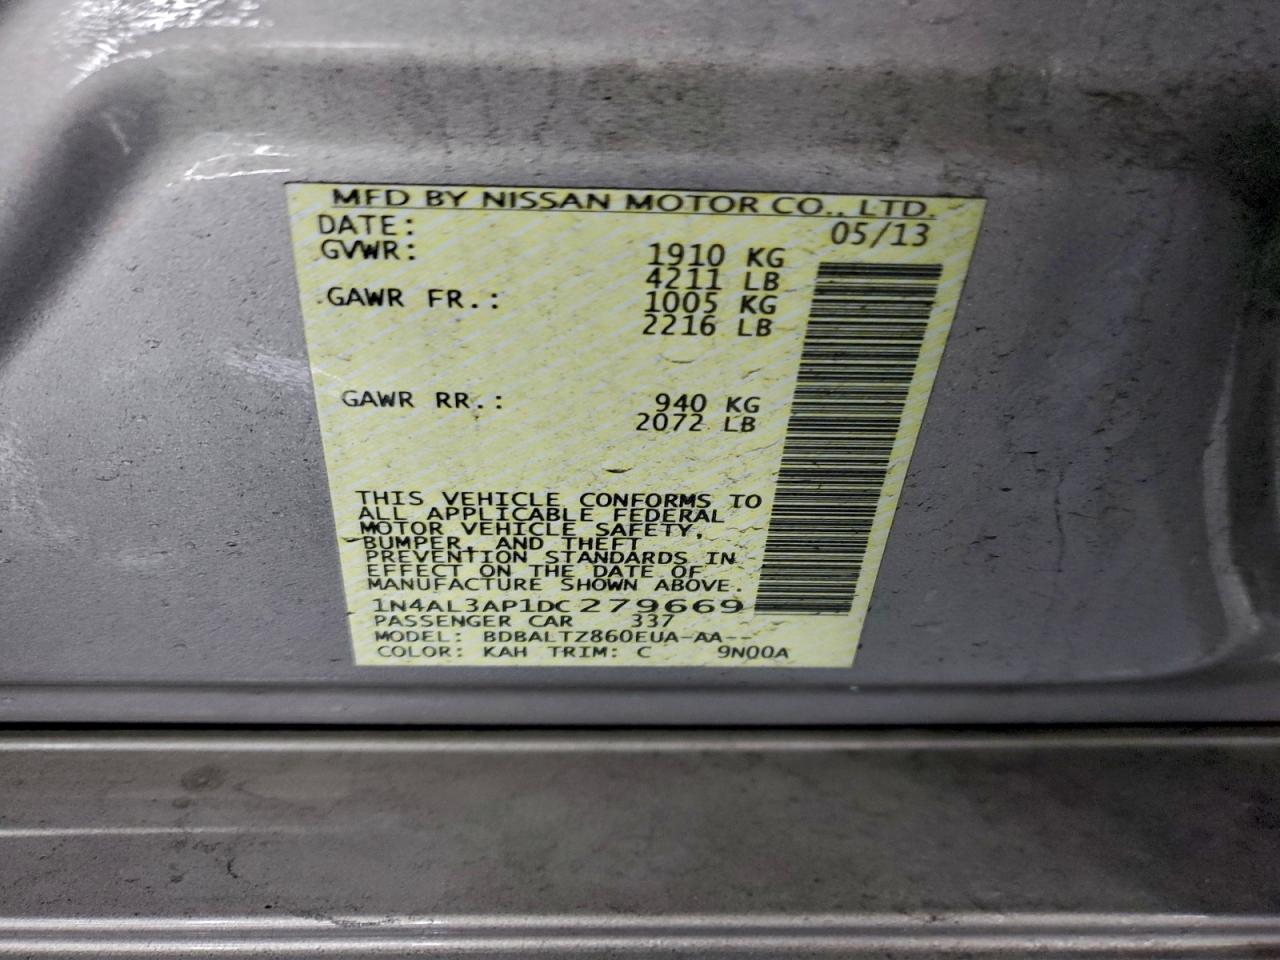 MFD BY NISSAN MOTOR CO., LTD.
DATE: 05/13
GVWR: 1910 KG
4211 LB
GAWR FR.: 1005 KG
2216 LB
GAWR RR.: 940 KG
2072 LB
THIS VEHICLE CONFORMS TO
ALL APPLICABLE FEDERAL
MOTOR VEHICLE SAFETY,
BUMPER, AND THEFT
PREVENTION STANDARDS IN
EFFECT ON THE DATE OF
MANUFACTURE SHOWN ABOVE.
1N4AL3AP1DC279669
PASSENGER CAR 337
MODEL: BDBALTZ860EUA-AA--
COLOR: KAH TRIM: C 9N00A